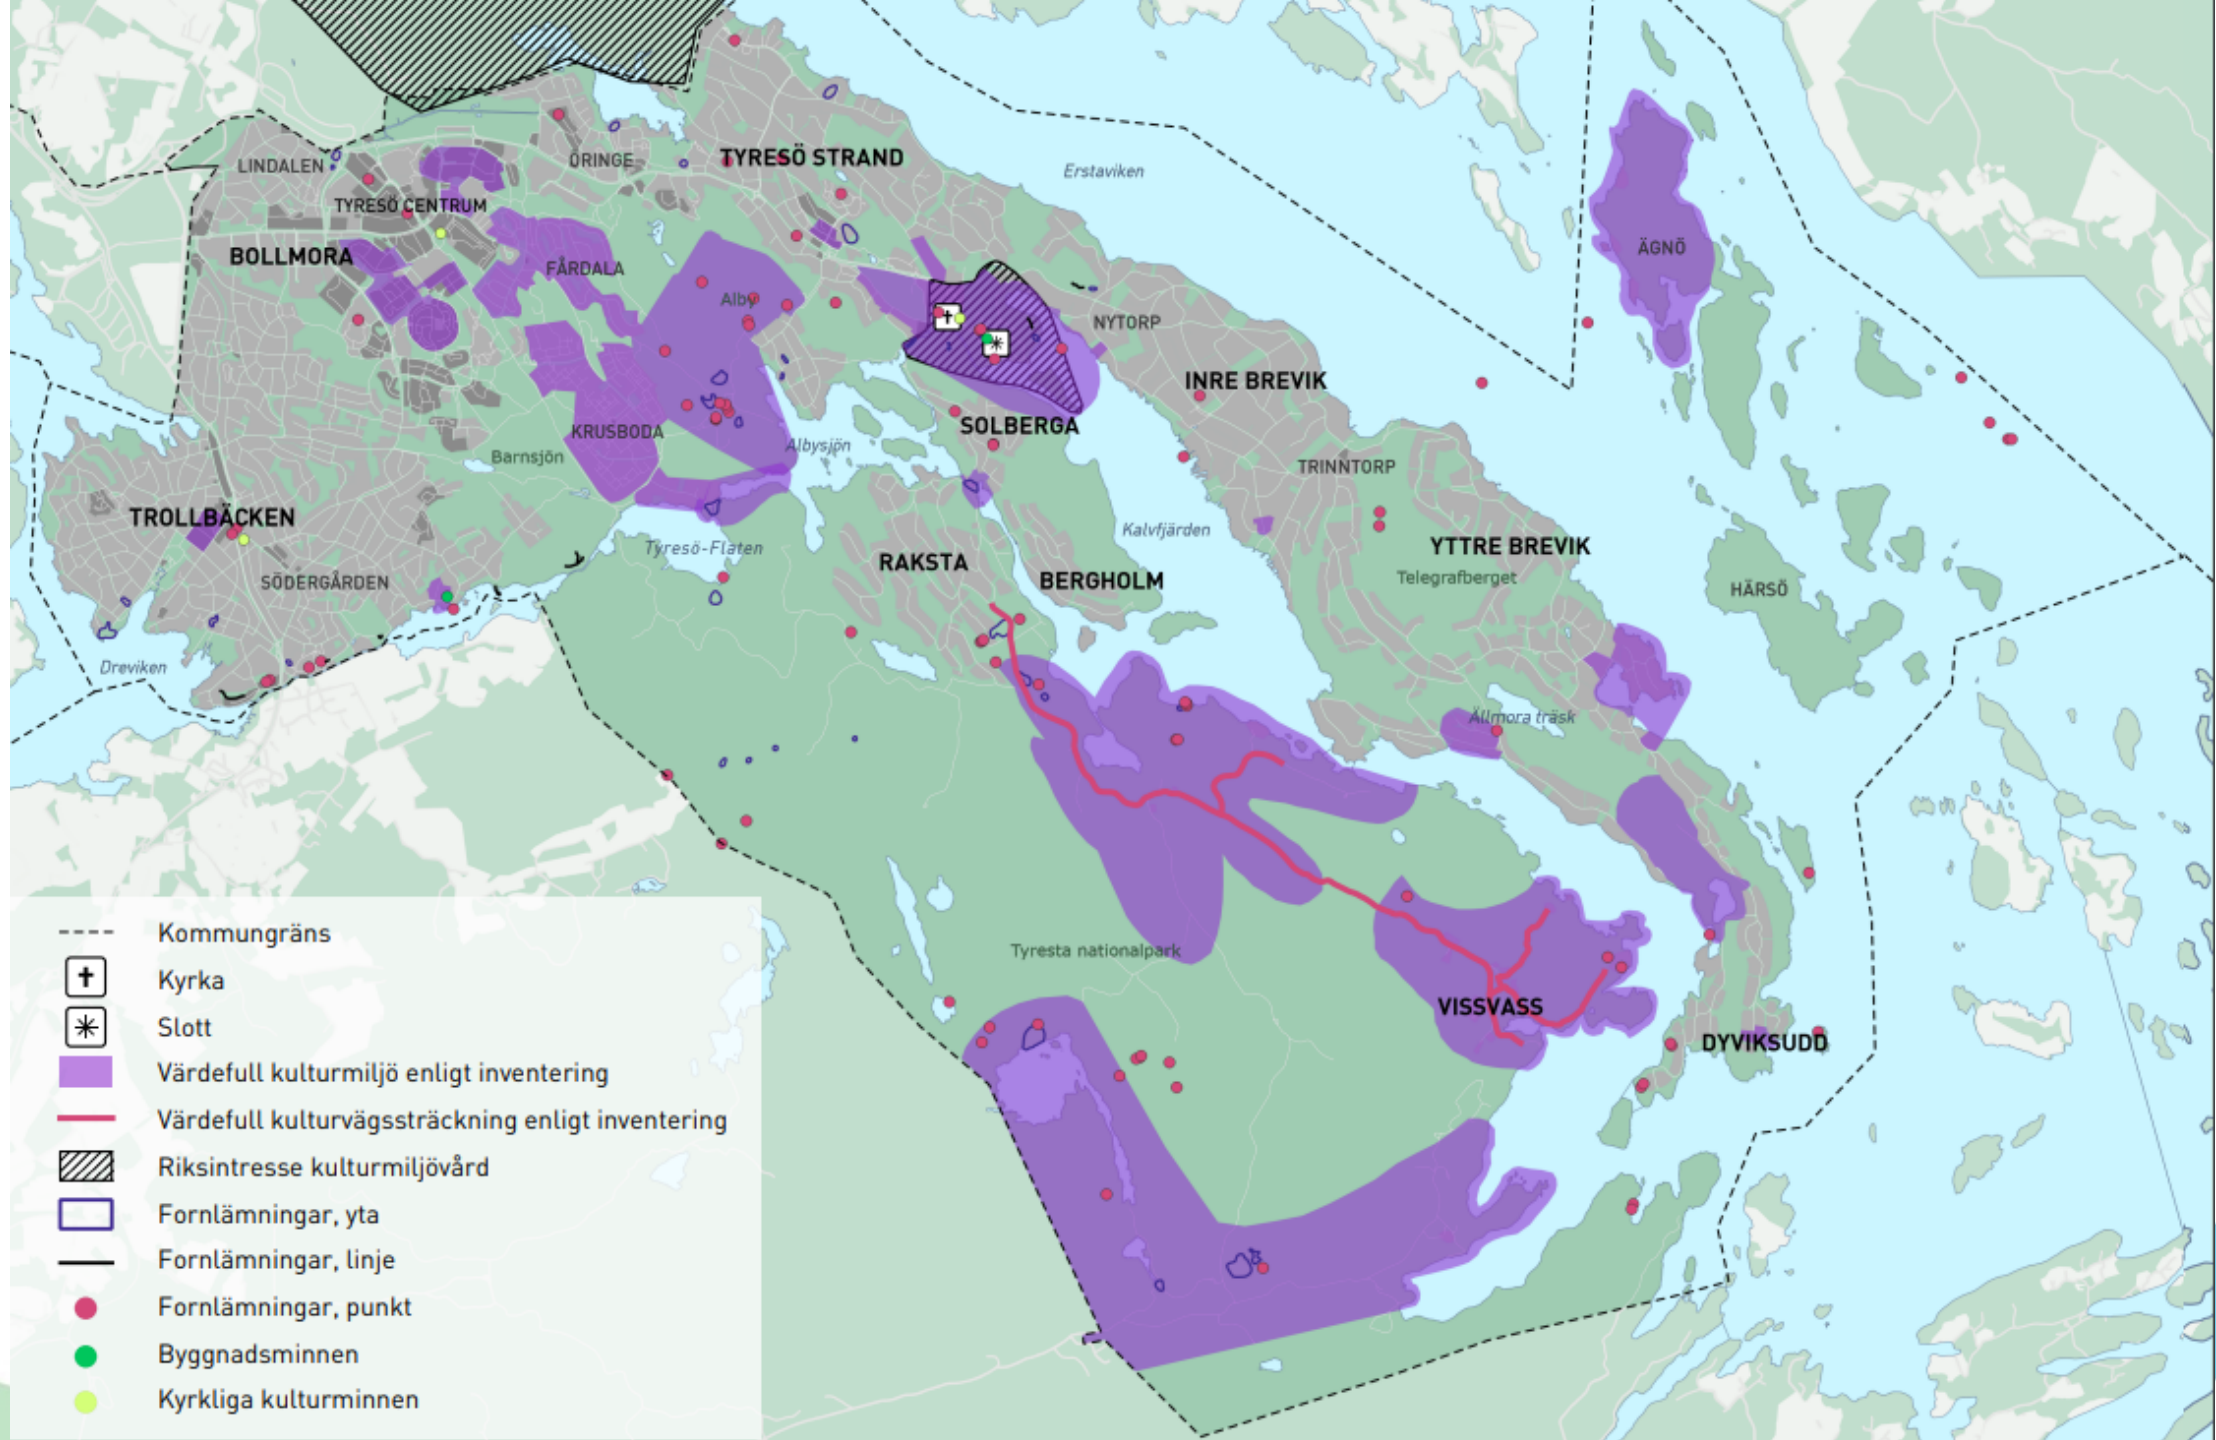 Erstaviken
TYRESÖ STRAND
ÖRINGE
LINDALEN
TYRESÖ CENTRUM
BOLLMORA
FÅRDALA
ÄGNÖ
Alby
NYTORP
INRE BREVIK
SOLBERGA
KRUSBODA
Albysjön
Barnsjön
TRINNTORP
TROLLBÄCKEN
Kalvfjärden
Tyresö-Flaten
YTTRE BREVIK
RAKSTA
BERGHOLM
Telegrafberget
SÖDERGÅRDEN
HÄRSÖ
Dreviken
Ällmora träsk
Tyresta nationalpark
VISSVASS
DYVIKSUDD
Kommungräns
Kyrka
Slott
Värdefull kulturmiljö enligt inventering
Värdefull kulturvägssträckning enligt inventering
Riksintresse kulturmiljövård
Fornlämningar, yta
Fornlämningar, linje
Fornlämningar, punkt
Byggnadsminnen
Kyrkliga kulturminnen